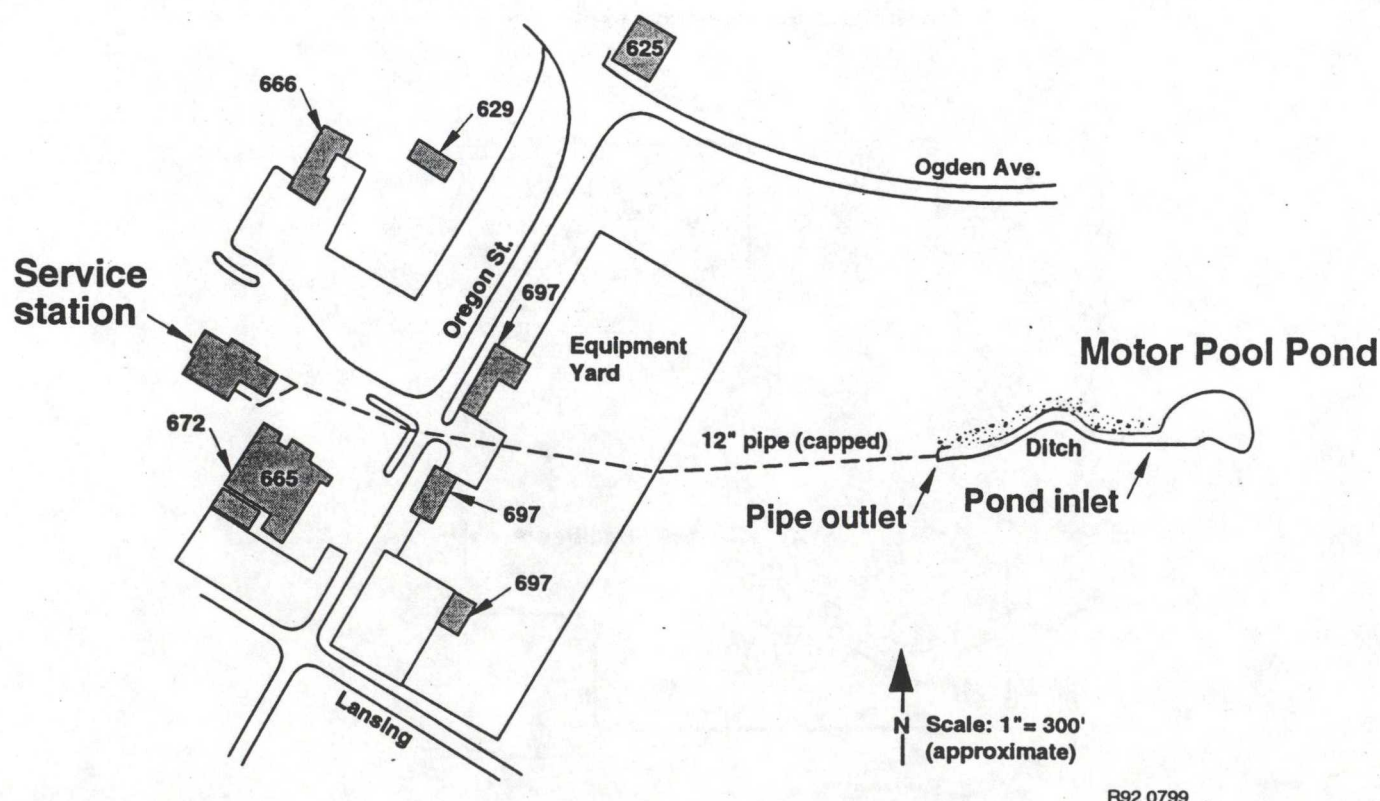 625
666
629
Ogden Ave.
Service
station
Oregon St.
697
Equipment
Yard
Motor Pool Pond
672
665
12" pipe (capped)
Ditch
Pipe outlet
Pond inlet
697
697
Lansing
N
Scale: 1"= 300'
(approximate)
R92 0799